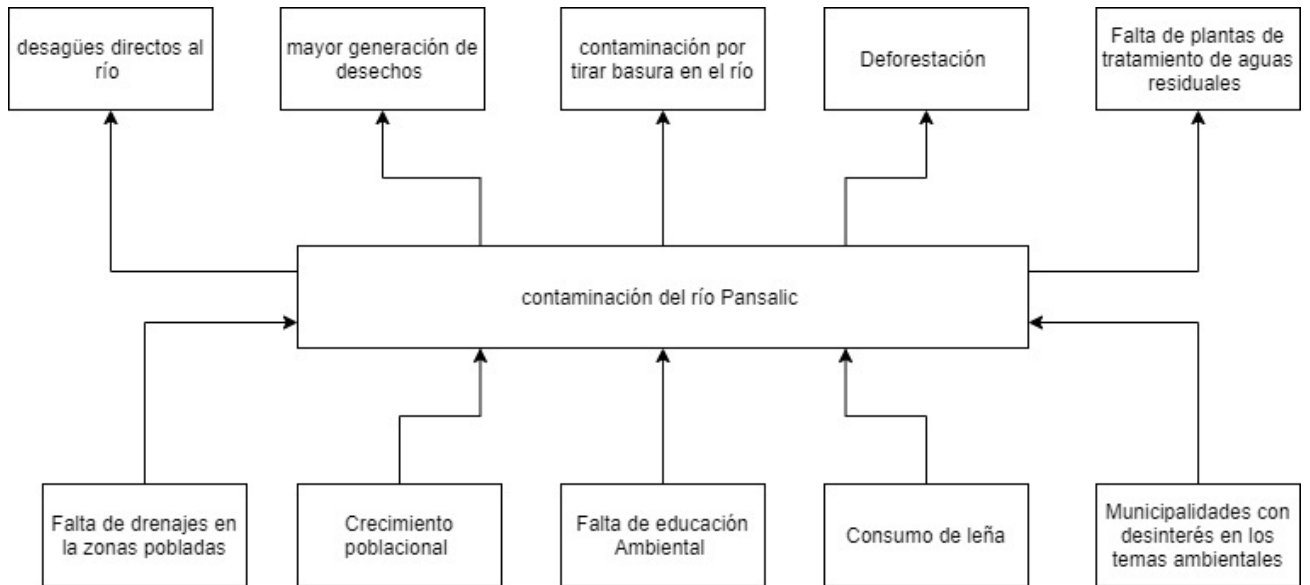 desagües directos al
río
mayor generación de
desechos
contaminación por
tirar basura en el río
Deforestación
Falta de plantas de
tratamiento de aguas
residuales
contaminación del río Pansalic
Falta de drenajes en
la zonas pobladas
Crecimiento
poblacional
Falta de educación
Ambiental
Consumo de leña
Municipalidades con
desinterés en los
temas ambientales